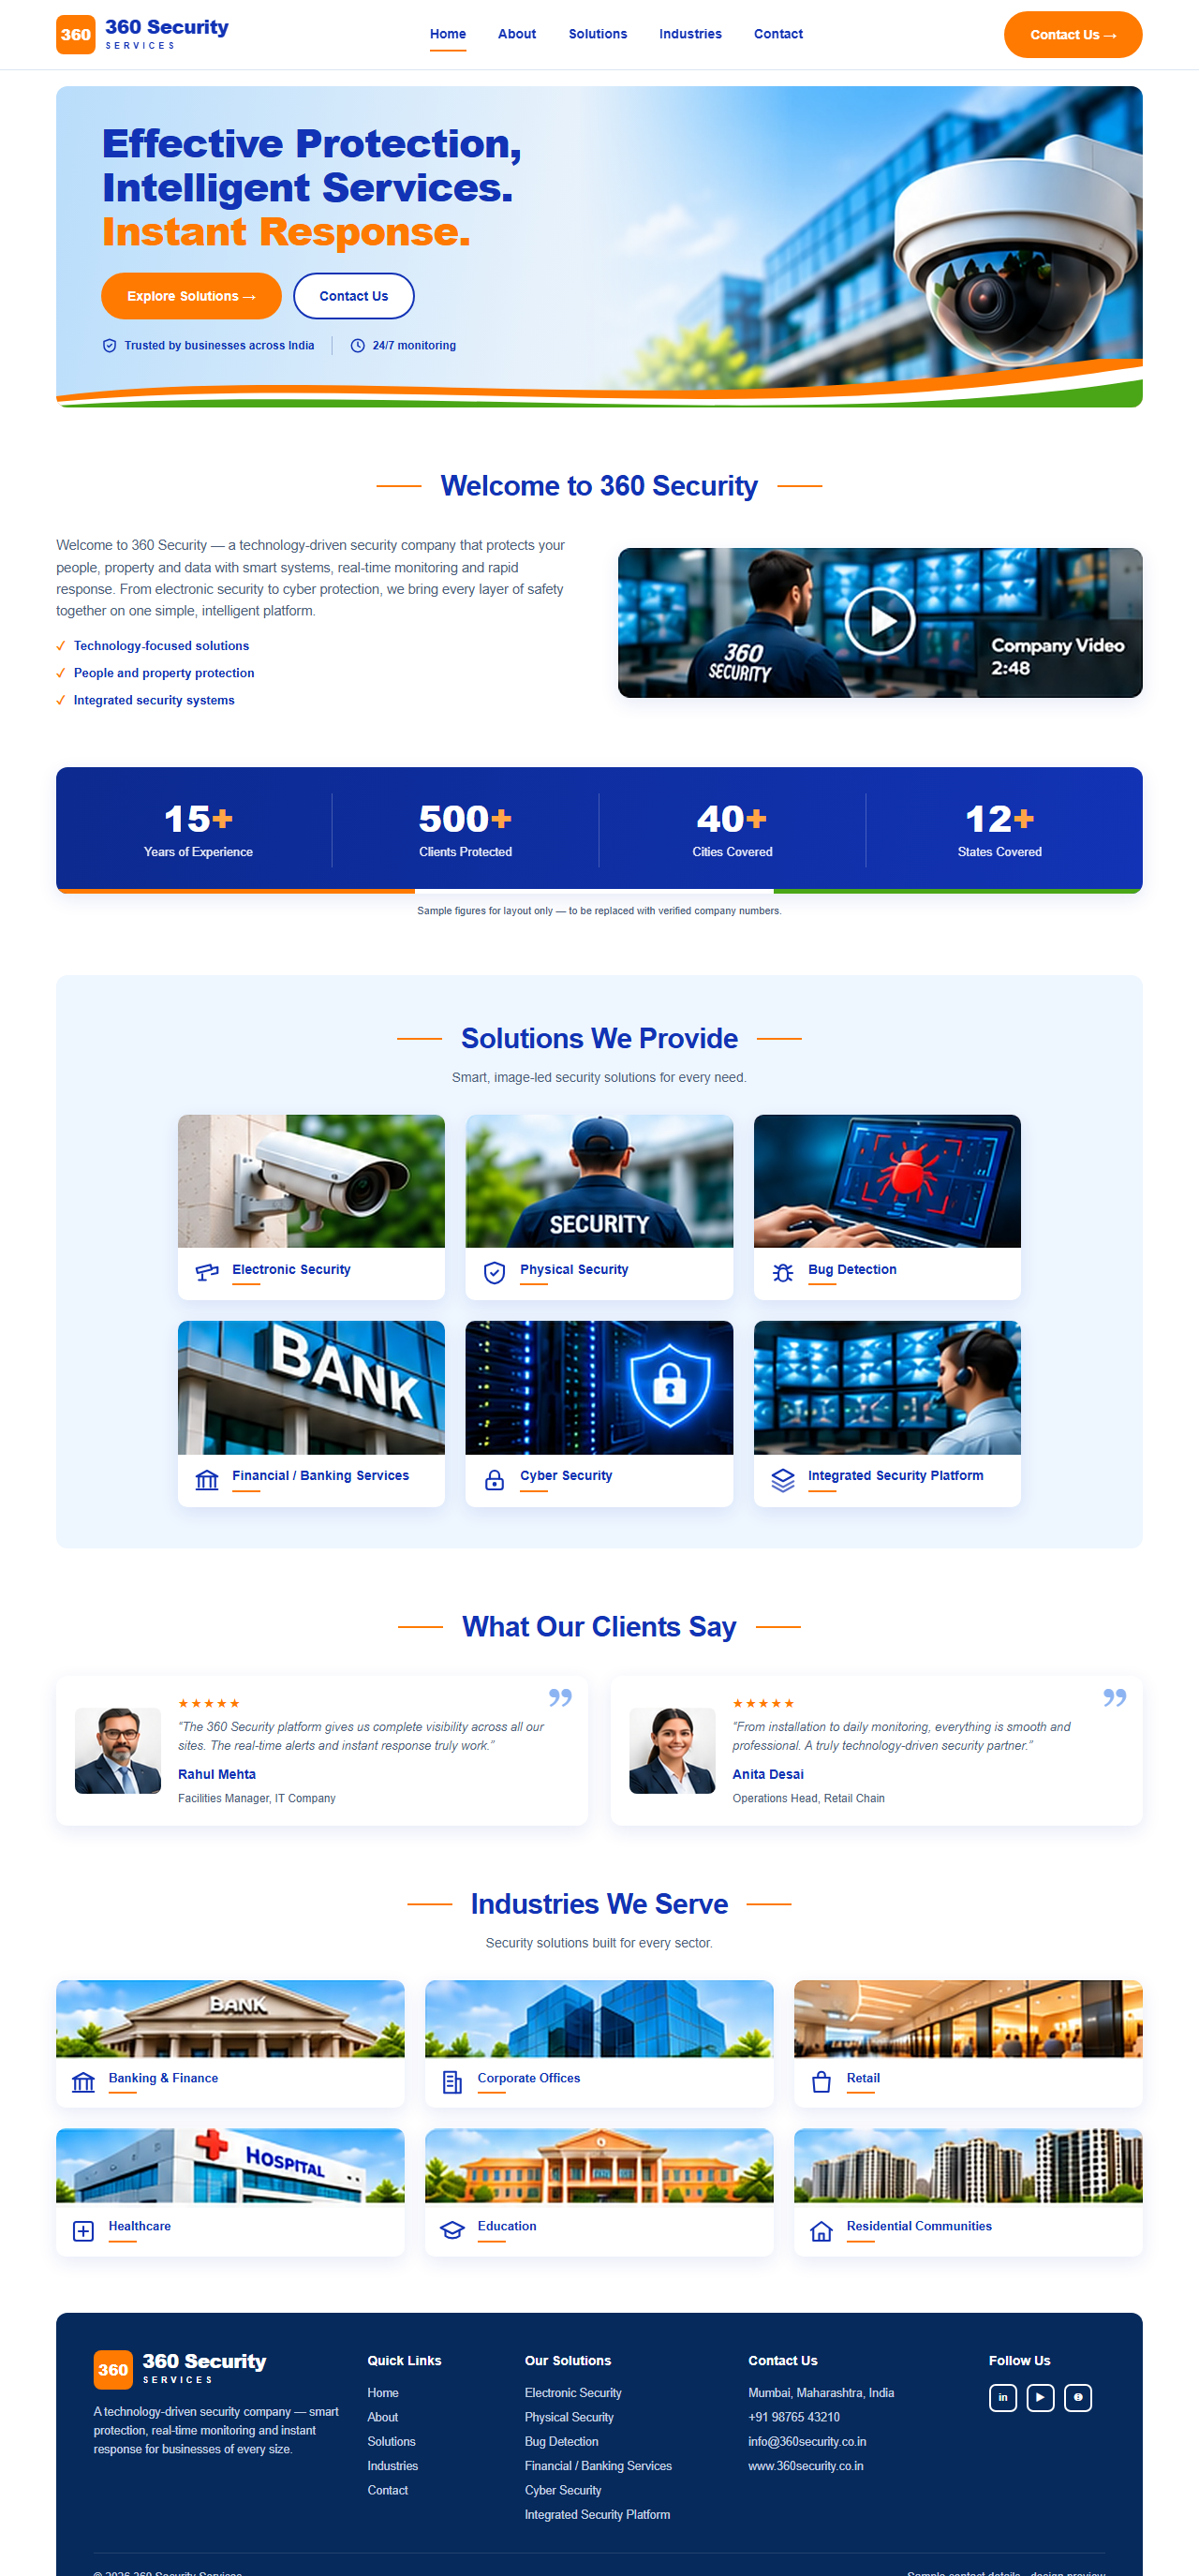 360
360 Security
SERVICES
Home
About
Solutions
Industries
Contact
Contact Us →
Effective Protection,
Intelligent Services.
Instant Response.
Explore Solutions →
Contact Us
Trusted by businesses across India
24/7 monitoring
Welcome to 360 Security
Welcome to 360 Security — a technology-driven security company that protects your
people, property and data with smart systems, real-time monitoring and rapid
response. From electronic security to cyber protection, we bring every layer of safety
together on one simple, intelligent platform.
✓ Technology-focused solutions
✓ People and property protection
✓ Integrated security systems
360
SECURITY
Company Video
2:48
15+
Years of Experience
500+
Clients Protected
40+
Cities Covered
12+
States Covered
Sample figures for layout only — to be replaced with verified company numbers.
Solutions We Provide
Smart, image-led security solutions for every need.
SECURITY
Electronic Security
Physical Security
Bug Detection
BANK
Financial / Banking Services
Cyber Security
Integrated Security Platform
What Our Clients Say
★★★★★
"The 360 Security platform gives us complete visibility across all our
sites. The real-time alerts and instant response truly work."
Rahul Mehta
Facilities Manager, IT Company
★★★★★
"From installation to daily monitoring, everything is smooth and
professional. A truly technology-driven security partner."
Anita Desai
Operations Head, Retail Chain
Industries We Serve
Security solutions built for every sector.
BANK
Banking & Finance
Corporate Offices
Retail
HOSPITAL
Healthcare
Education
Residential Communities
360
360 Security
SERVICES
A technology-driven security company — smart
protection, real-time monitoring and instant
response for businesses of every size.
Quick Links
Home
About
Solutions
Industries
Contact
Our Solutions
Electronic Security
Physical Security
Bug Detection
Financial / Banking Services
Cyber Security
Integrated Security Platform
Contact Us
Mumbai, Maharashtra, India
+91 98765 43210
info@360security.co.in
www.360security.co.in
Follow Us
in
© 2026 360 Security Services
Sample contact details - design preview